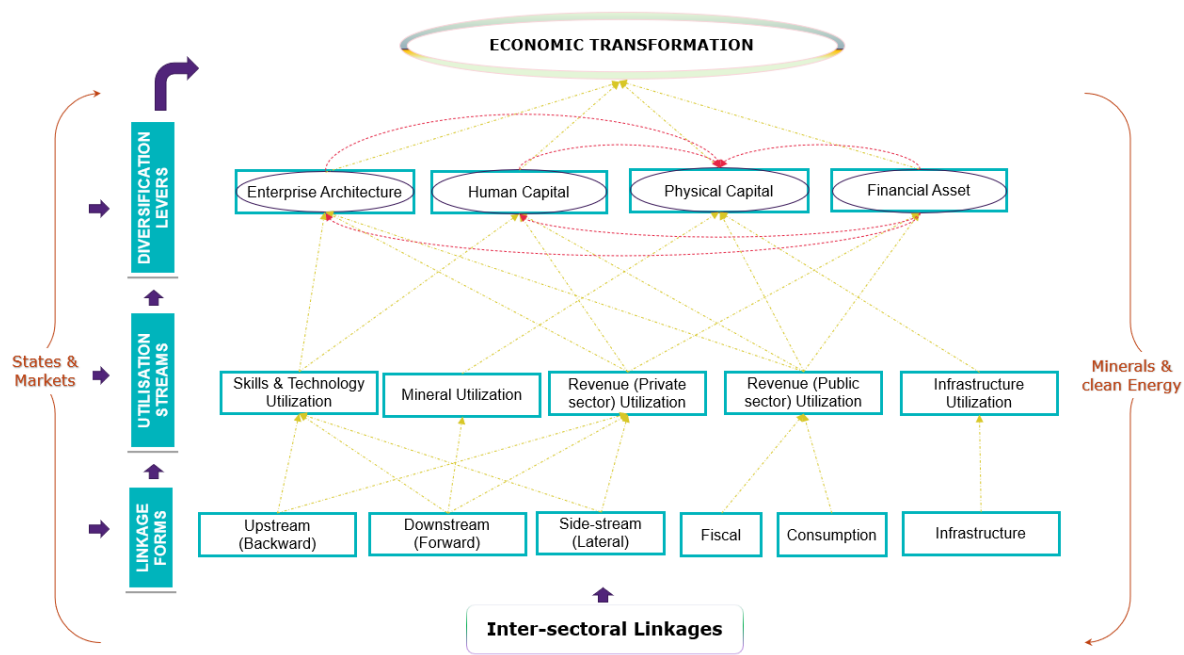 ECONOMIC TRANSFORMATION
DIVERSIFICATION
LEVERS
Enterprise Architecture
Human Capital
Physical Capital
Financial Asset
States &
Markets
Minerals &
clean Energy
UTILISATION
STREAMS
Skills & Technology
Utilization
Mineral Utilization
Revenue (Private
sector) Utilization
Revenue (Public
sector) Utilization
Infrastructure
Utilization
LINKAGE
FORMS
Upstream
(Backward)
Downstream
(Forward)
Side-stream
(Lateral)
Fiscal
Consumption
Infrastructure
Inter-sectoral Linkages